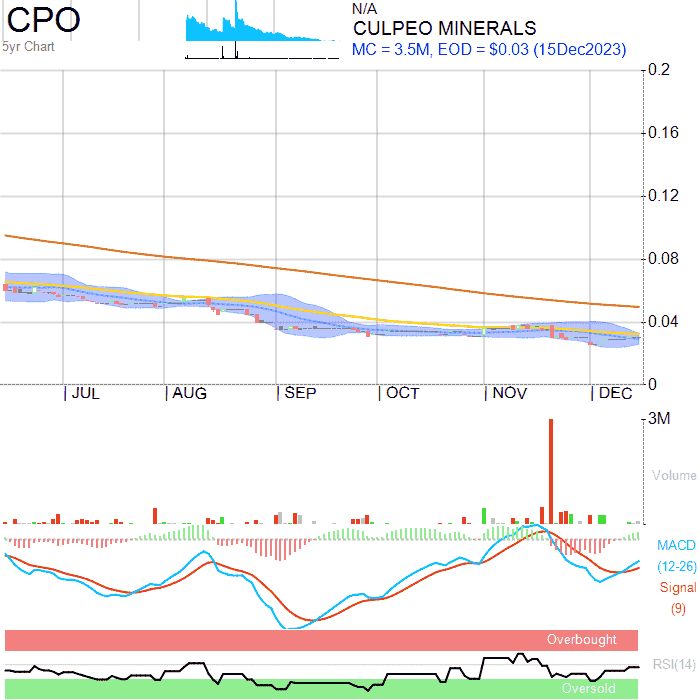 CPO
5yr Chart
N/A
CULPEO MINERALS
MC = 3.5M, EOD = $0.03 (15Dec2023)
0.2
0.16
0.12
0.08
0.04
0
JUL AUG SEP OCT NOV DEC
3M
Volume
MACD
(12-26)
Signal
(9)
Overbought
RSI(14)
Oversold